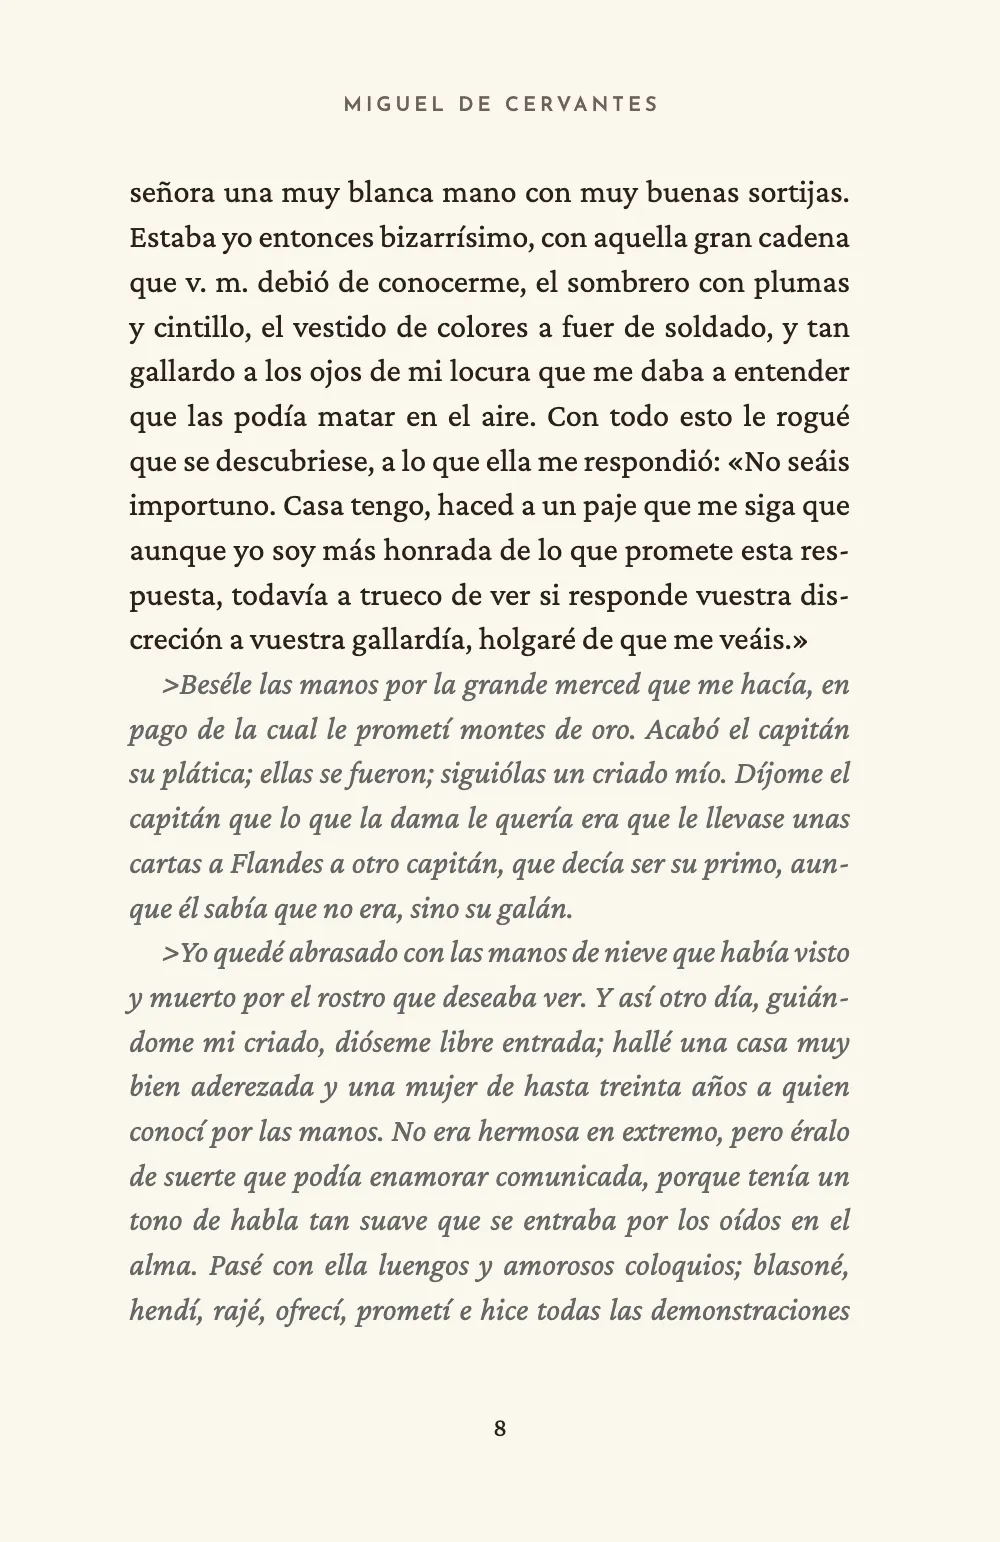 MIGUEL DE CERVANTES
señora una muy blanca mano con muy buenas sortijas.
Estaba yo entonces bizarrísimo, con aquella gran cadena
que v. m. debió de conocerme, el sombrero con plumas
y cintillo, el vestido de colores a fuer de soldado, y tan
gallardo a los ojos de mi locura que me daba a entender
que las podía matar en el aire. Con todo esto le rogué
que se descubriese, a lo que ella me respondió: «No seáis
importuno. Casa tengo, haced a un paje que me siga que
aunque yo soy más honrada de lo que promete esta res-
puesta, todavía a trueco de ver si responde vuestra dis-
creción a vuestra gallardía, holgaré de que me veáis.»
>Beséle las manos por la grande merced que me hacía, en
pago de la cual le prometí montes de oro. Acabó el capitán
su plática; ellas se fueron; siguiólas un criado mío. Díjome el
capitán que lo que la dama le quería era que le llevase unas
cartas a Flandes a otro capitán, que decía ser su primo, aun-
que él sabía que no era, sino su galán.
>Yo quedé abrasado con las manos de nieve que había visto
y muerto por el rostro que deseaba ver. Y así otro día, guián-
dome mi criado, dióseme libre entrada; hallé una casa muy
bien aderezada y una mujer de hasta treinta años a quien
conocí por las manos. No era hermosa en extremo, pero éralo
de suerte que podía enamorar comunicada, porque tenía un
tono de habla tan suave que se entraba por los oídos en el
alma. Pasé con ella luengos y amorosos coloquios; blasoné,
hendí, rajé, ofrecí, prometí e hice todas las demonstraciones
8